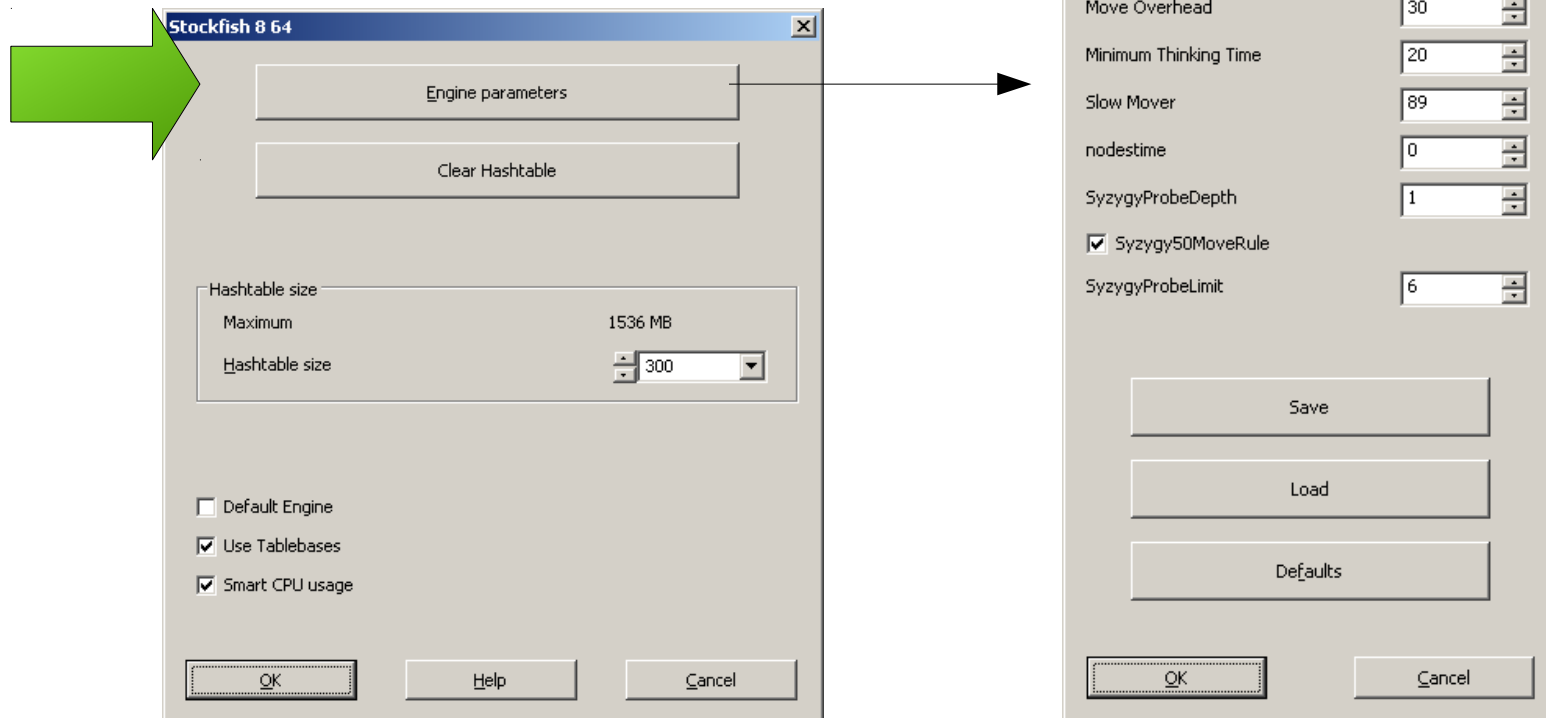 Stockfish 8 64
Engine parameters
Clear Hashtable
Hashtable size
Maximum 1536 MB
Hashtable size 300
Default Engine
Use Tablebases
Smart CPU usage
OK Help Cancel
Move Overhead 30
Minimum Thinking Time 20
Slow Mover 89
nodestime 0
SyzygyProbeDepth 1
Syzygy50MoveRule
SyzygyProbeLimit 6
Save
Load
Defaults
OK Cancel